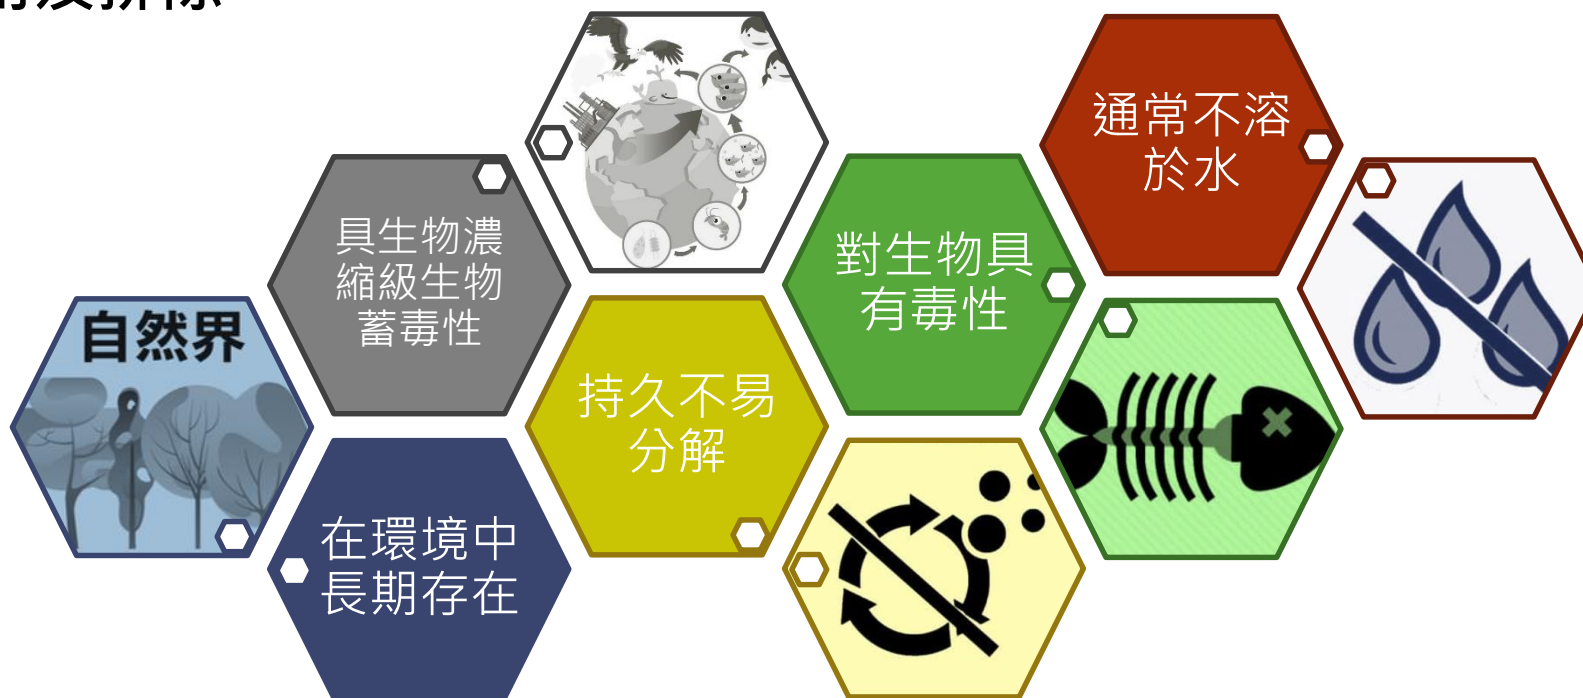 自然界
具生物濃
縮級生物
蓄毒性
在環境中
長期存在
持久不易
分解
對生物具
有毒性
通常不溶
於水